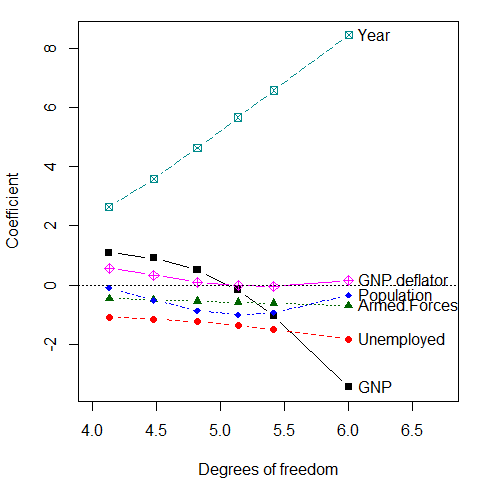 8
6
4
2
0
-2
4.0 4.5 5.0 5.5 6.0 6.5
Coefficient
Degrees of freedom
Year
GNP deflator
Population
Armed.Forces
Unemployed
GNP